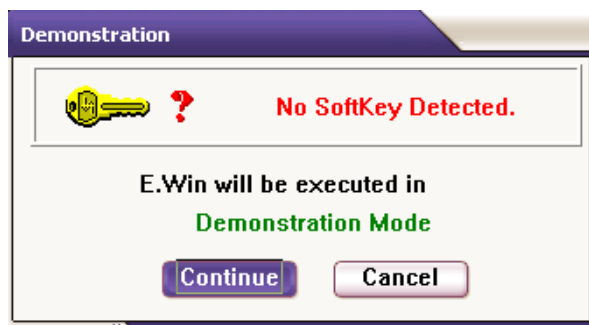 Demonstration
? No SoftKey Detected.
E.Win will be executed in
Demonstration Mode
Continue Cancel